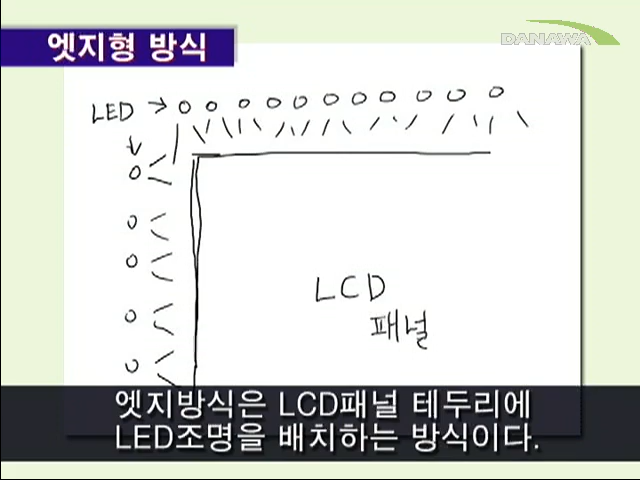 엣지형 방식
DANAWA
LED →
LCD
패널
엣지방식은 LCD패널 테두리에
LED조명을 배치하는 방식이다.